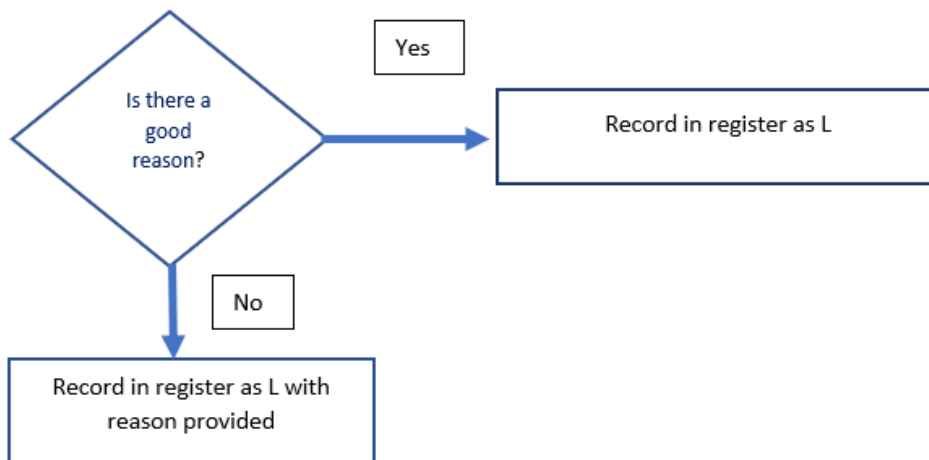 Yes
Is there a
good
reason?
Record in register as L
No
Record in register as L with
reason provided